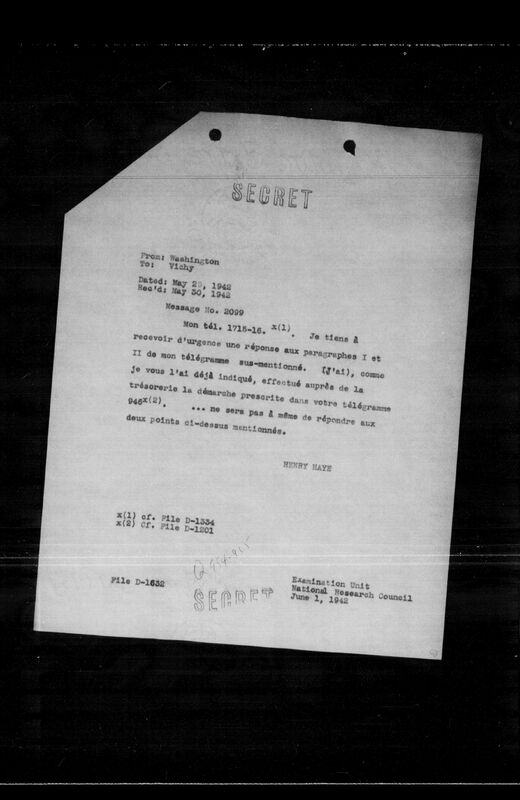 SECRET
From: Washington
To: Vichy
Dated: May 29, 1942
Rec'd: May 30, 1942
Message No. 2099
Mon tél. 1715-16. x(1). Je tiens à
recevoir d'urgence une réponse aux paragraphes I et
II de mon télégramme sus-mentionné. (J'ai), comme
je vous l'ai déjà indiqué, effectué auprès de la
trésorerie la démarche prescrite dans votre télégramme
946x(2). ... ne sera pas à même de répondre aux
deux points ci-dessus mentionnés.
HENRY HAYE
x(1) cf. File D-1334
x(2) Cf. File D-1201
File D-1632
SECRET
Examination Unit
National Research Council
June 1, 1942